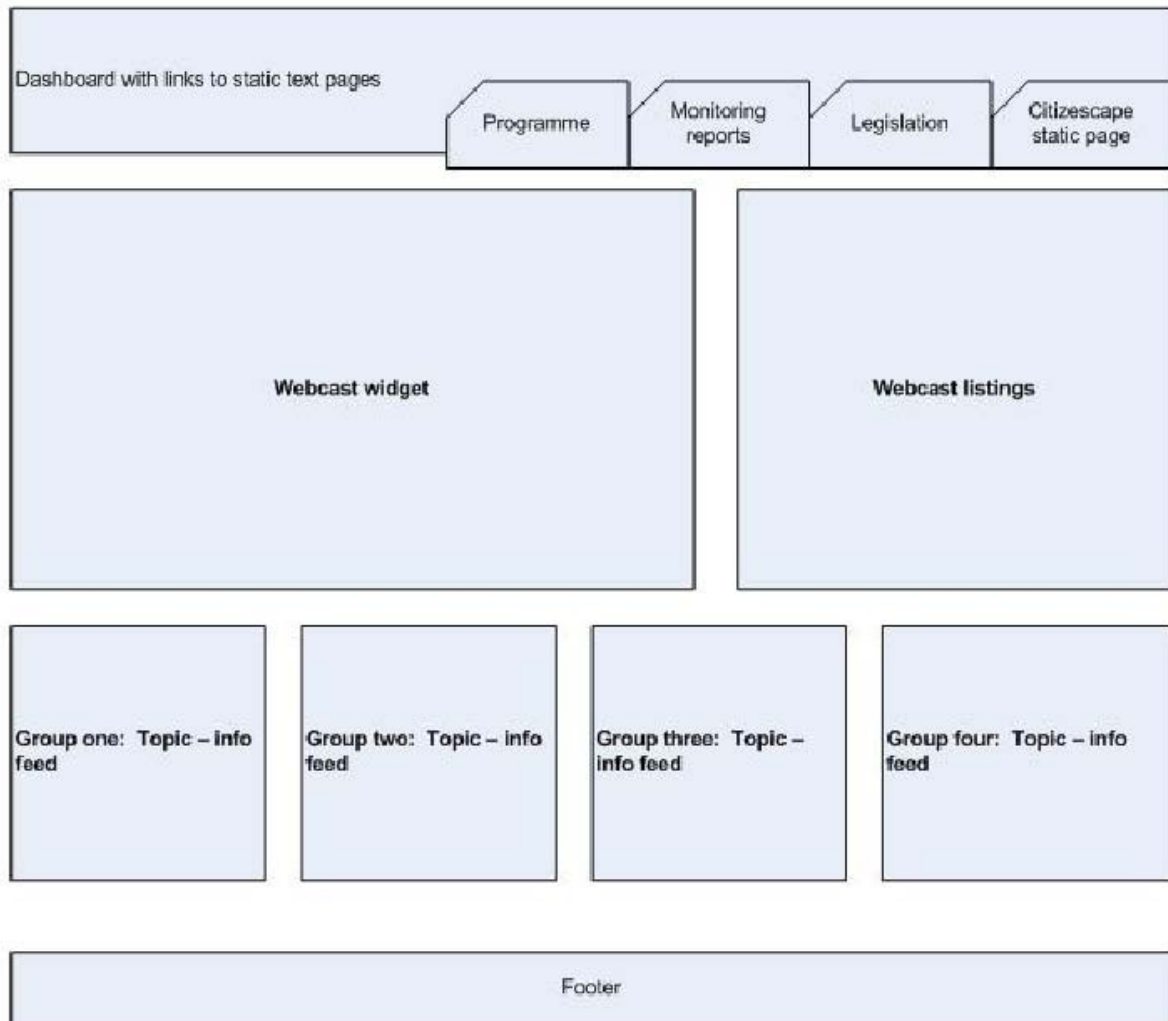 Dashboard with links to static text pages
Programme
Monitoring
reports
Legislation
Citizescape
static page
Webcast widget
Webcast listings
Group one: Topic – info
feed
Group two: Topic – info
feed
Group three: Topic –
info feed
Group four: Topic – info
feed
Footer